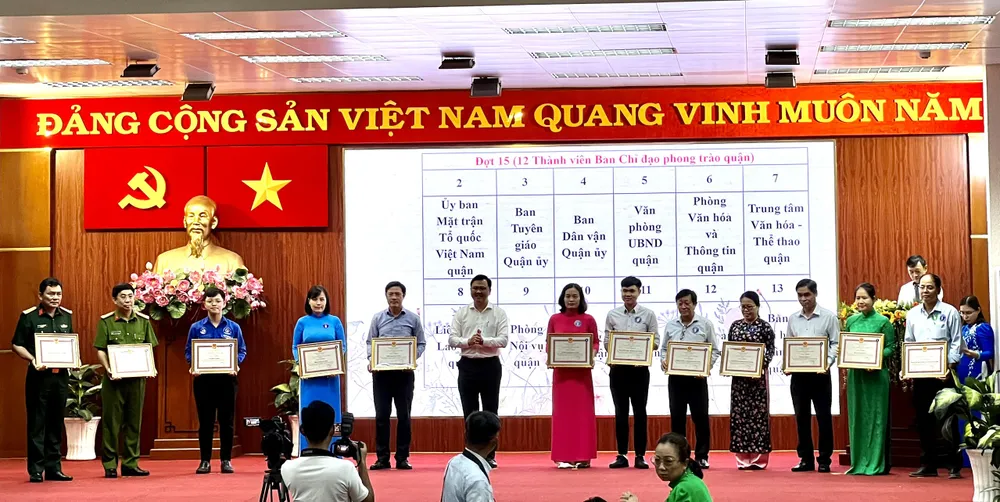 ĐẢNG CỘNG SẢN VIỆT NAM QUANG VINH MUÔN NĂM
Đợt 15 (12 Thành viên Ban Chỉ đạo phong trào quận)
2 3 4 5 6 7
Ủy ban
Mặt trận
Tổ quốc
Việt Nam
quận
Ban
Tuyên
giáo
Quận ủy
Ban
Dân vận
Quận ủy
Văn
phòng
UBND
quận
Phòng
Văn hóa
và
Thông tin
quận
Trung tâm
Văn hóa -
Thể thao
quận
8 9 10 11 12 13
Phòng
Nội vụ
quận